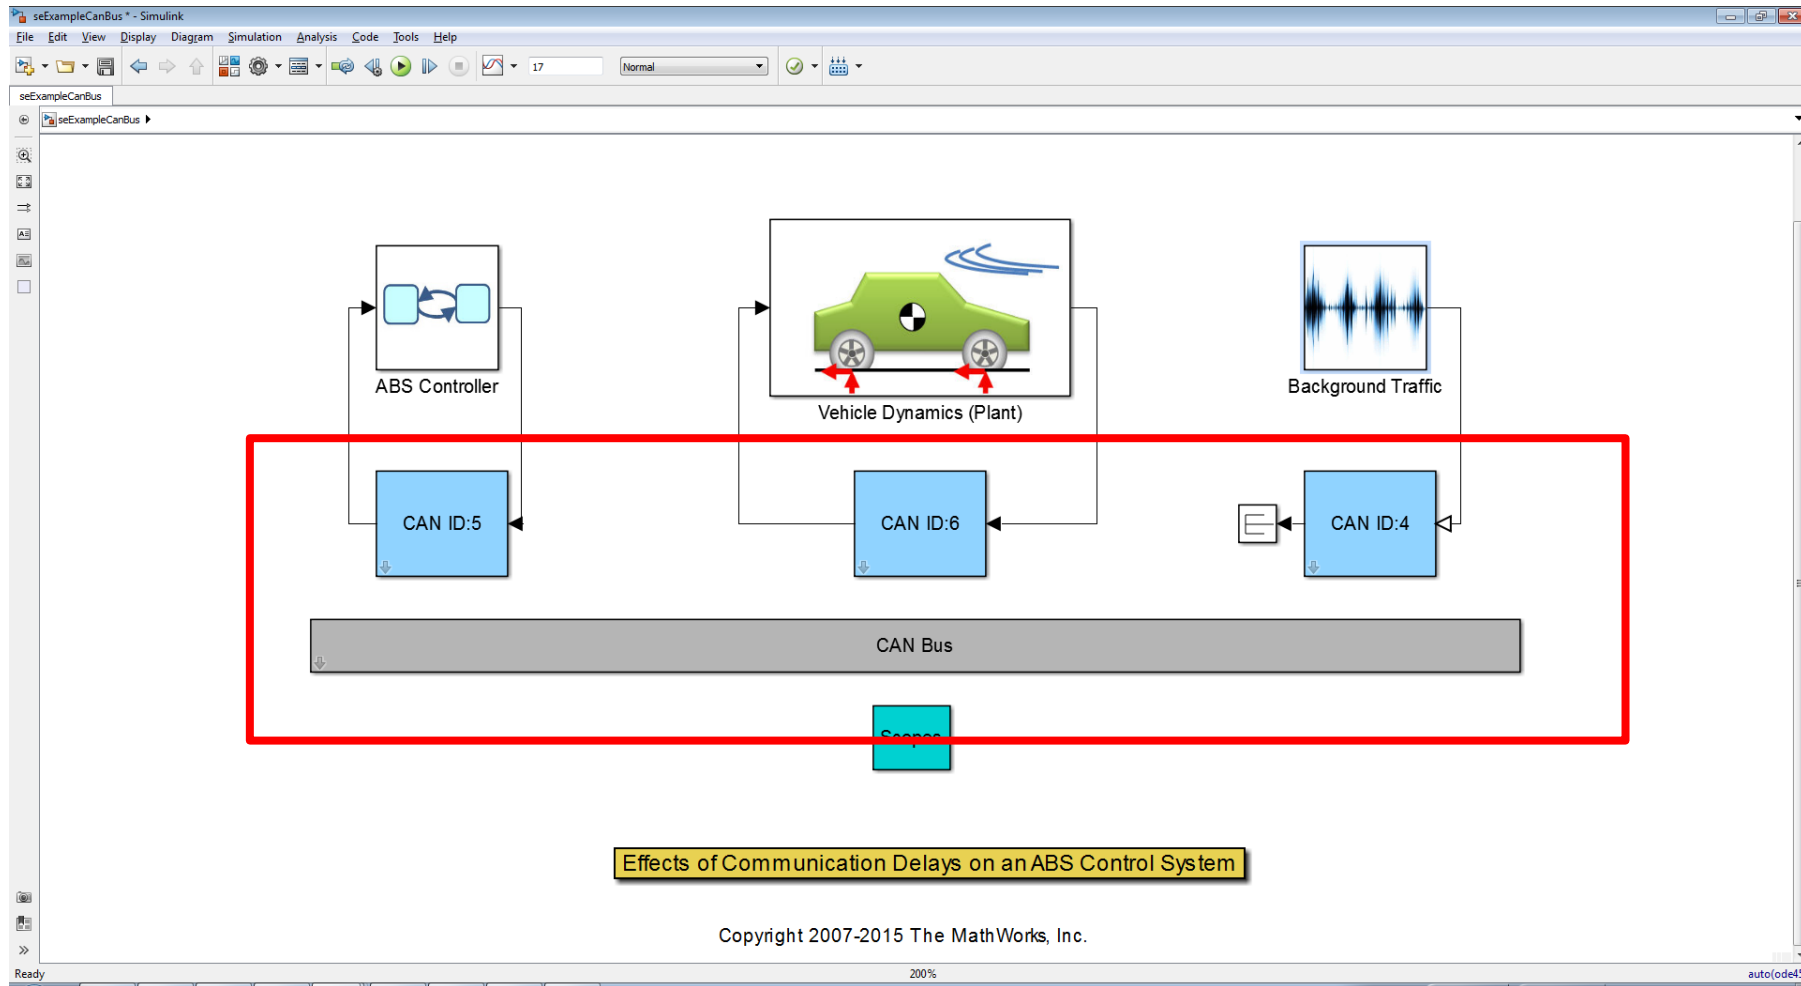 seExampleCanBus * - Simulink
File Edit View Display Diagram Simulation Analysis Code Tools Help
17 Normal
seExampleCanBus
seExampleCanBus
ABS Controller
Vehicle Dynamics (Plant)
Background Traffic
CAN ID:5
CAN ID:6
CAN ID:4
CAN Bus
Scopes
Effects of Communication Delays on an ABS Control System
Copyright 2007-2015 The MathWorks, Inc.
Ready 200% auto(ode45